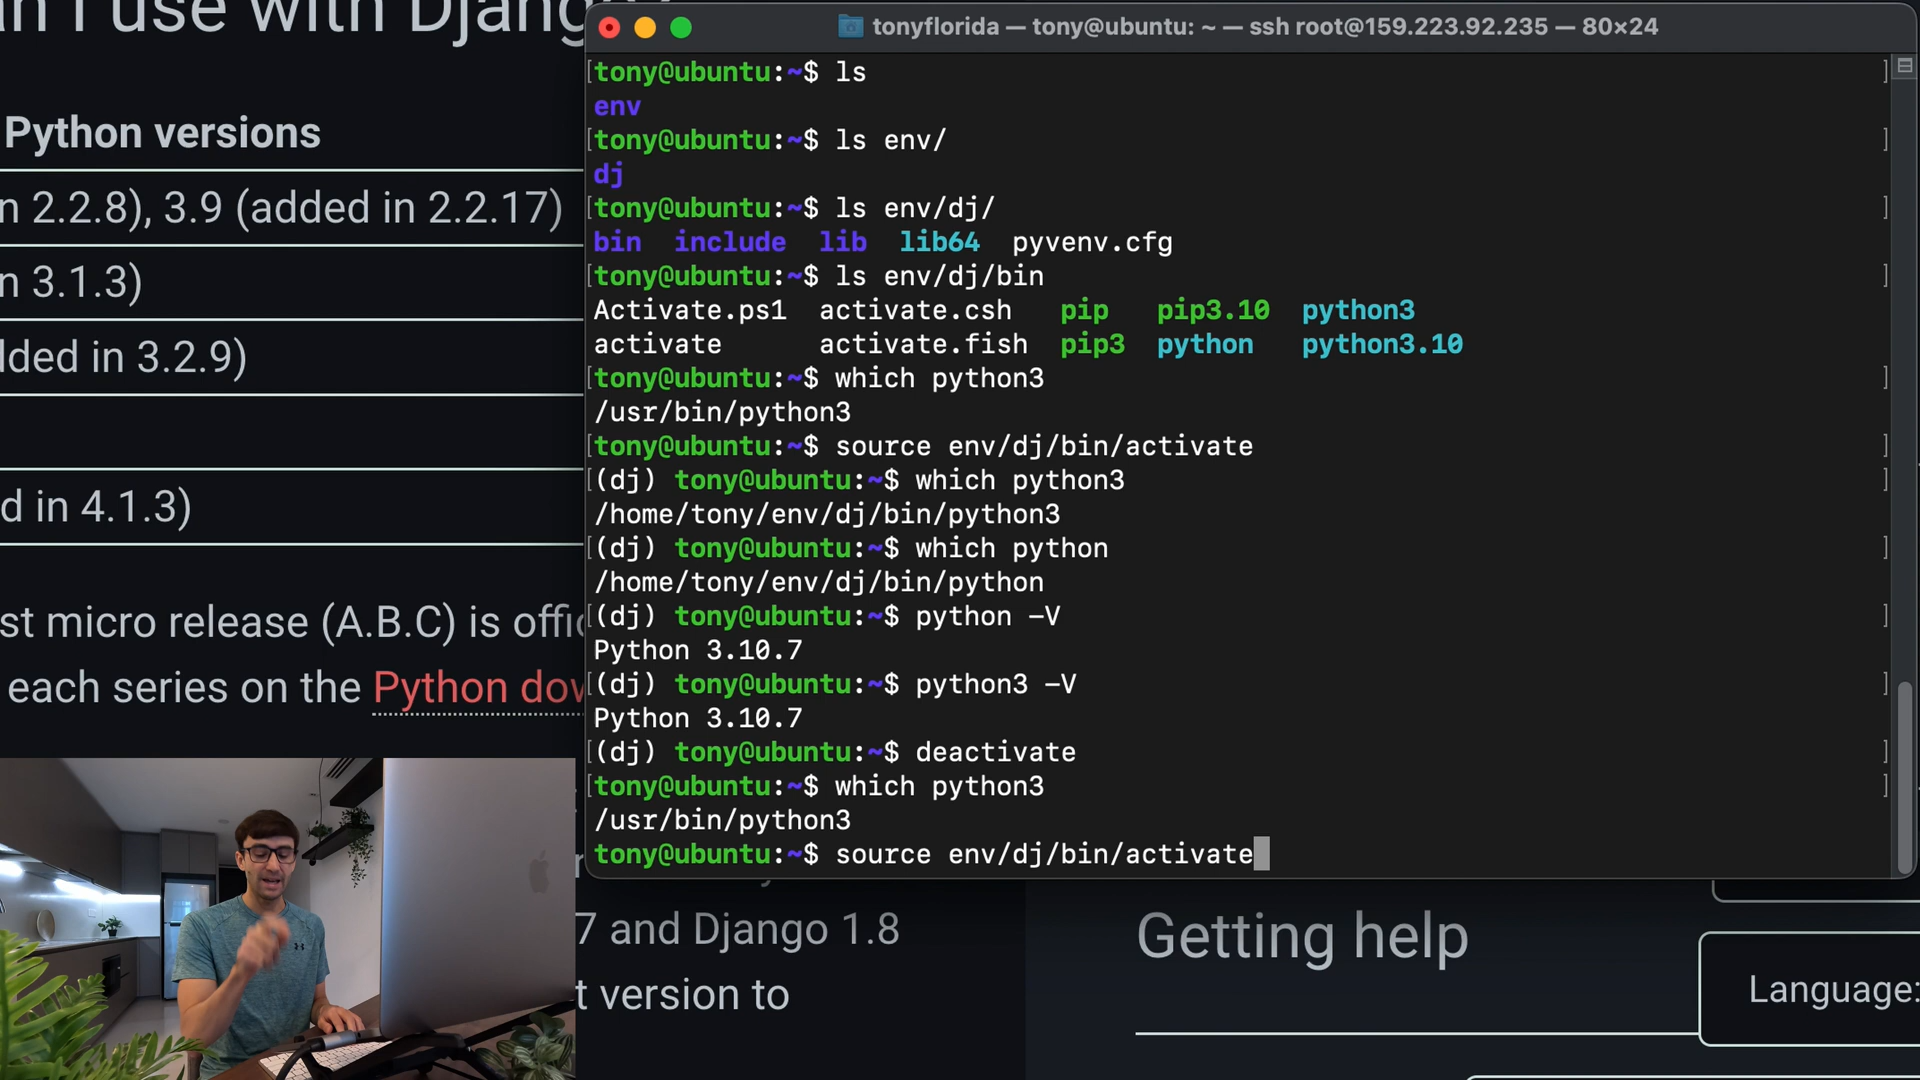 an I use with Django?
Python versions
n 2.2.8), 3.9 (added in 2.2.17)
n 3.1.3)
dded in 3.2.9)
d in 4.1.3)
st micro release (A.B.C) is offic
each series on the Python dow
7 and Django 1.8
t version to
tonyflorida — tony@ubuntu: ~ — ssh root@159.223.92.235 — 80×24
[tony@ubuntu:~$ ls ]
env
[tony@ubuntu:~$ ls env/ ]
dj
[tony@ubuntu:~$ ls env/dj/ ]
bin include lib lib64 pyvenv.cfg
[tony@ubuntu:~$ ls env/dj/bin ]
Activate.ps1 activate.csh pip pip3.10 python3
activate activate.fish pip3 python python3.10
[tony@ubuntu:~$ which python3 ]
/usr/bin/python3
[tony@ubuntu:~$ source env/dj/bin/activate ]
[(dj) tony@ubuntu:~$ which python3 ]
/home/tony/env/dj/bin/python3
[(dj) tony@ubuntu:~$ which python ]
/home/tony/env/dj/bin/python
[(dj) tony@ubuntu:~$ python -V ]
Python 3.10.7
[(dj) tony@ubuntu:~$ python3 -V ]
Python 3.10.7
[(dj) tony@ubuntu:~$ deactivate ]
[tony@ubuntu:~$ which python3 ]
/usr/bin/python3
tony@ubuntu:~$ source env/dj/bin/activate
Getting help
Language: